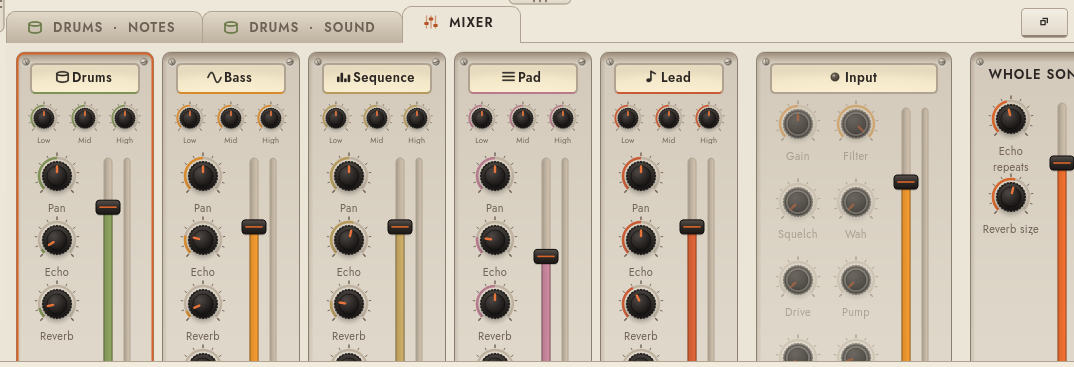 DRUMS · NOTES
DRUMS · SOUND
MIXER
Drums
Bass
Sequence
Pad
Lead
Input
WHOLE SON
Low Mid High
Low Mid High
Low Mid High
Low Mid High
Low Mid High
Gain Filter
Echo
repeats
Pan
Pan
Pan
Pan
Pan
Squelch Wah
Reverb size
Echo
Echo
Echo
Echo
Echo
Drive Pump
Reverb
Reverb
Reverb
Reverb
Reverb